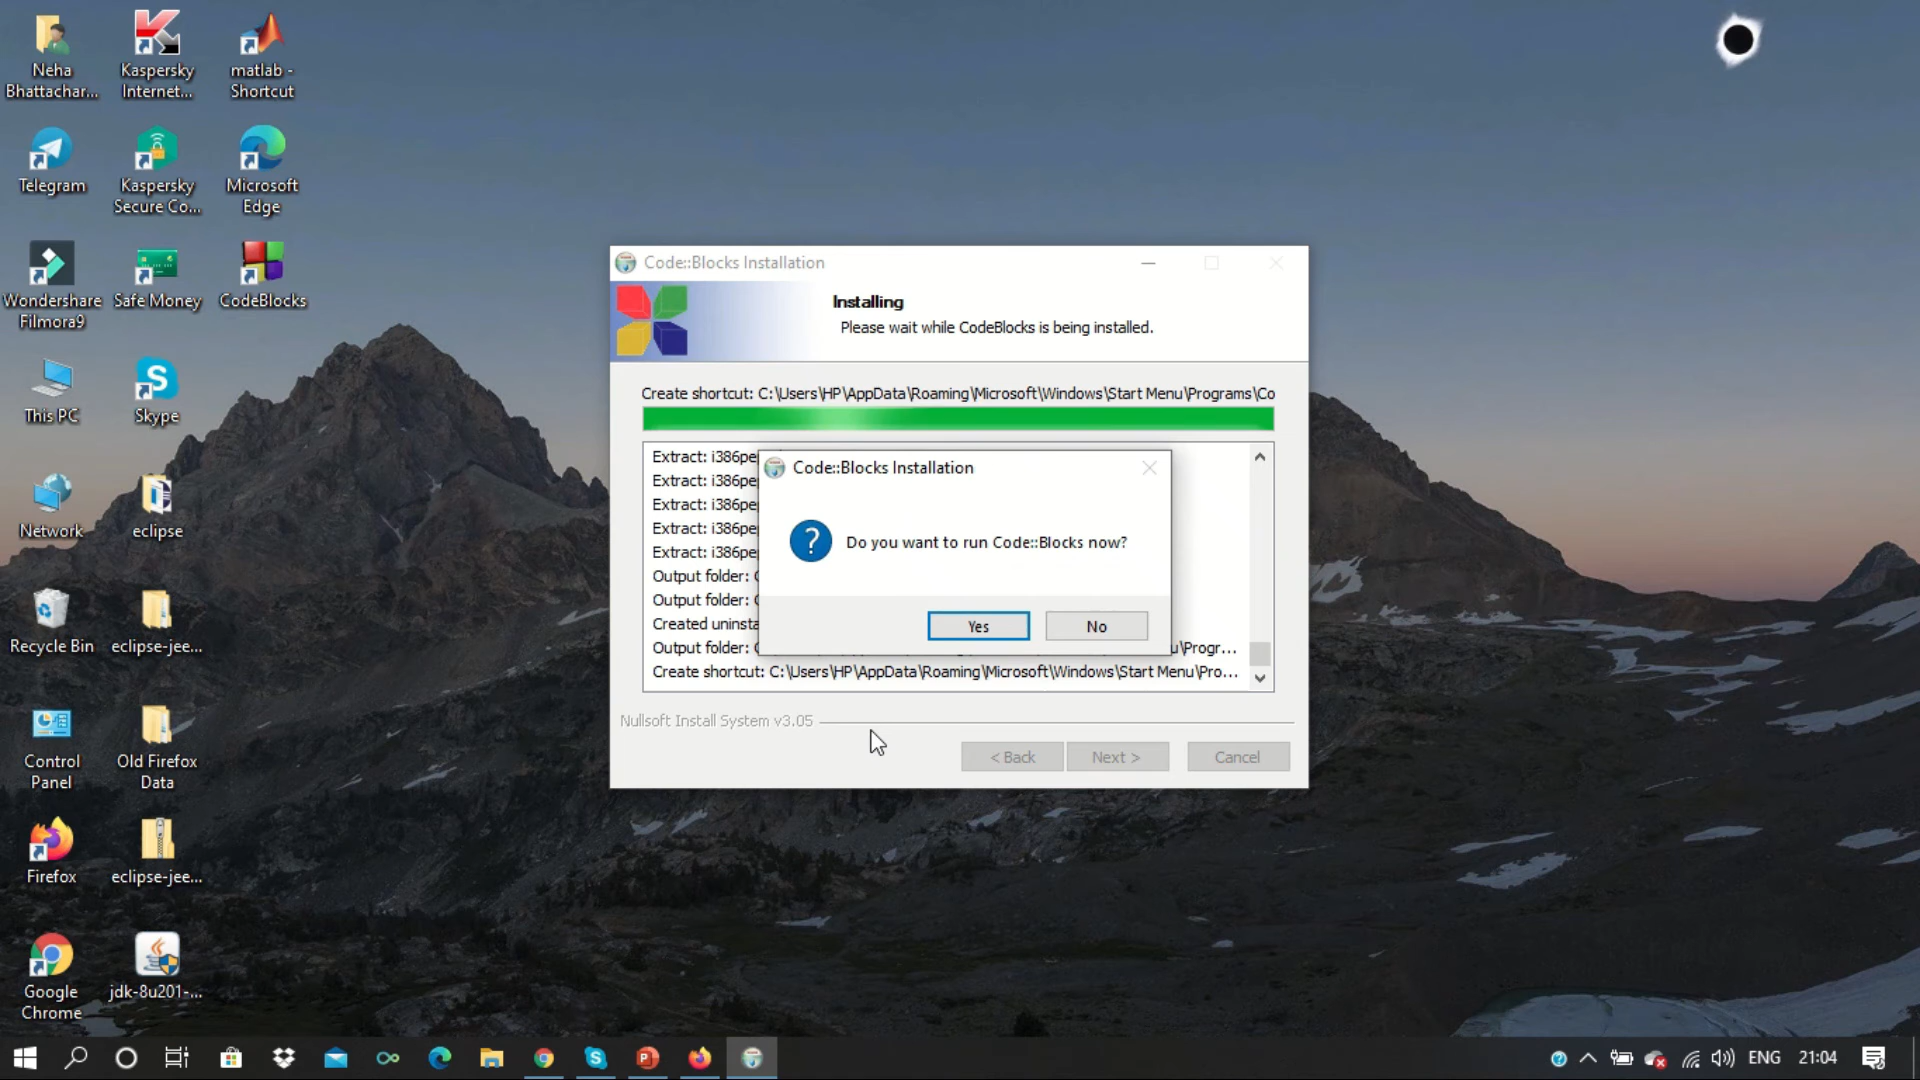 Neha
Bhattachar...
Kaspersky
Internet...
matlab -
Shortcut
Telegram
Kaspersky
Secure Co...
Microsoft
Edge
Wondershare
Filmora9
Safe Money
CodeBlocks
This PC
Skype
Network
eclipse
Recycle Bin
eclipse-jee...
Control
Panel
Old Firefox
Data
Firefox
eclipse-jee...
Google
Chrome
jdk-8u201-...
Code::Blocks Installation
Installing
Please wait while CodeBlocks is being installed.
Create shortcut: C:\Users\HP\AppData\Roaming\Microsoft\Windows\Start Menu\Programs\Co
Extract: i386pe
Extract: i386pe
Extract: i386pe
Extract: i386pe
Extract: i386pe
Output folder:
Output folder:
Created uninsta
Output folder: u\Progr...
Create shortcut: C:\Users\HP\AppData\Roaming\Microsoft\Windows\Start Menu\Pro...
Code::Blocks Installation
Do you want to run Code::Blocks now?
Yes
No
Nullsoft Install System v3.05
< Back
Next >
Cancel
ENG
21:04